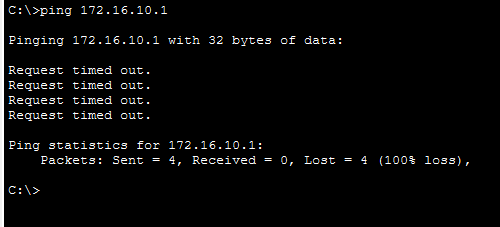 C:\>ping 172.16.10.1
Pinging 172.16.10.1 with 32 bytes of data:
Request timed out.
Request timed out.
Request timed out.
Request timed out.
Ping statistics for 172.16.10.1:
    Packets: Sent = 4, Received = 0, Lost = 4 (100% loss),
C:\>